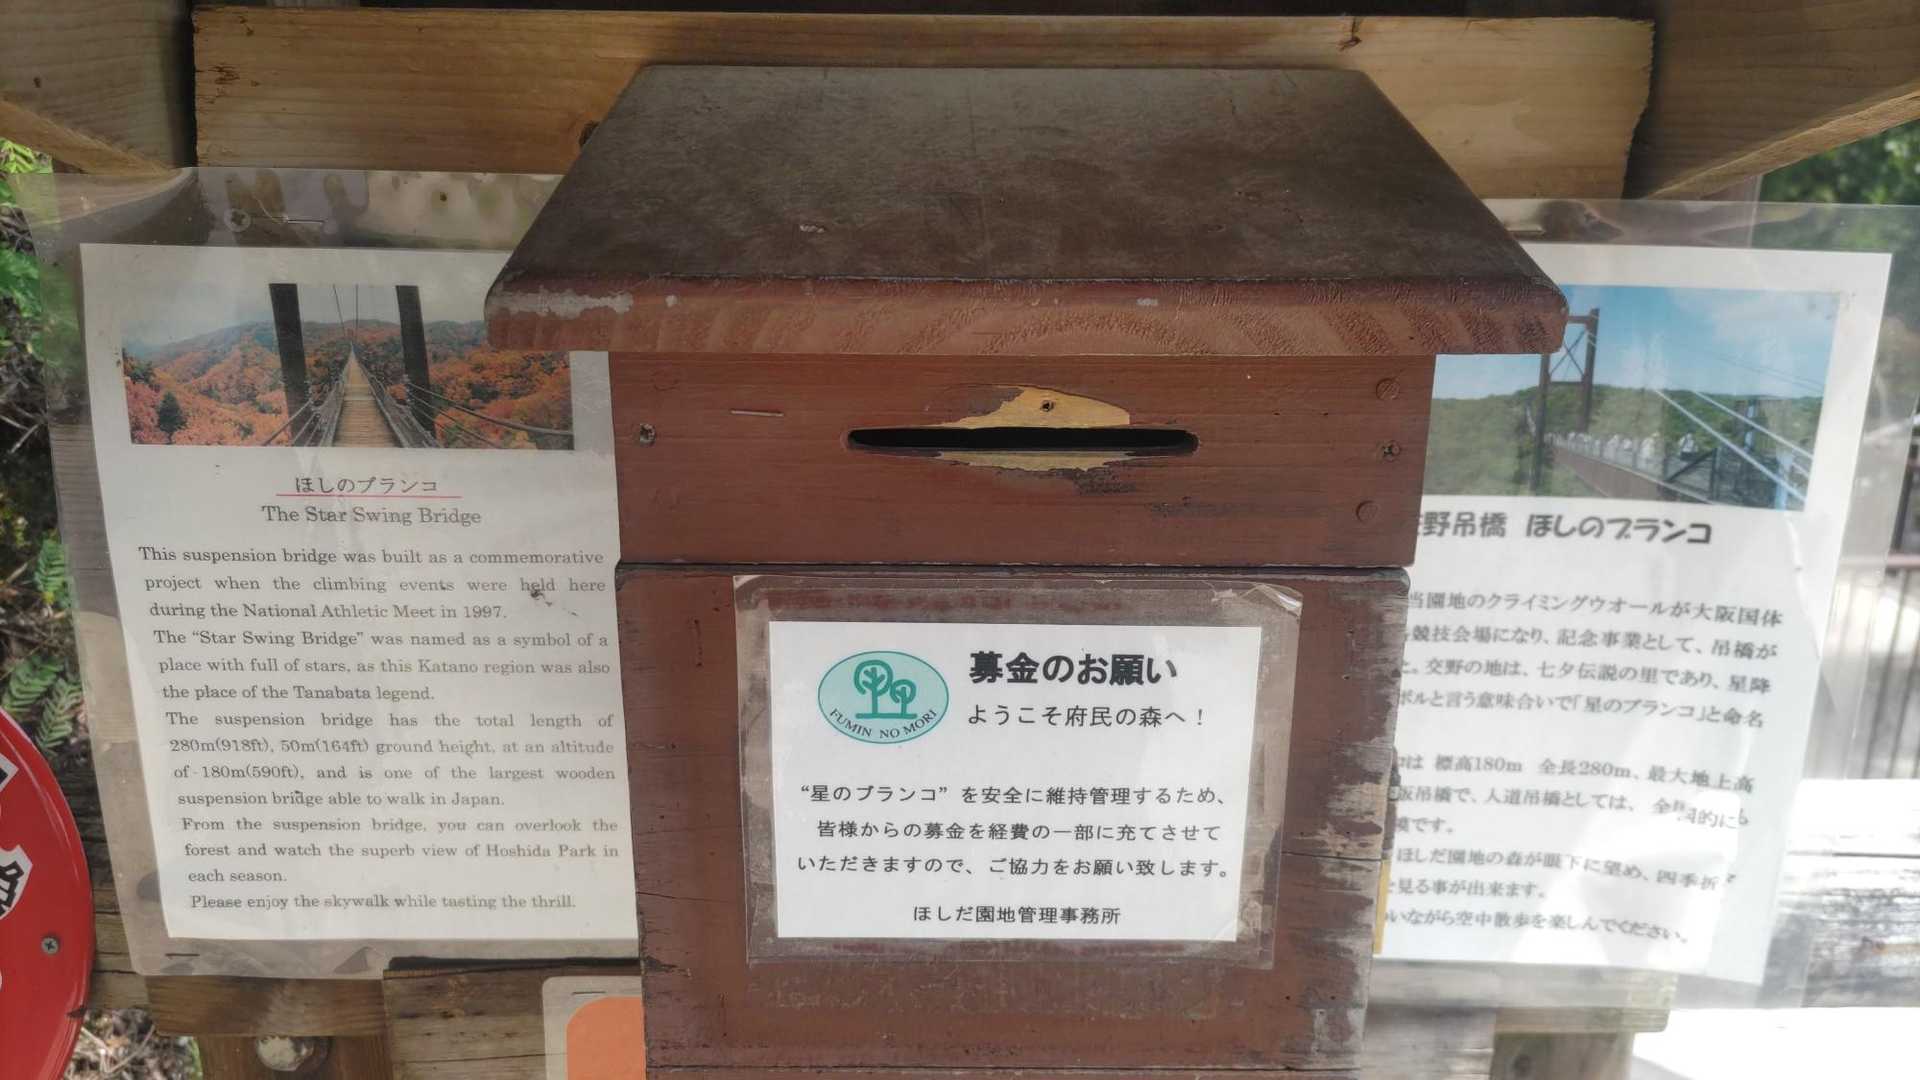 ほしのブランコ
The Star Swing Bridge
This suspension bridge was built as a commemorative
project when the climbing events were held here
during the National Athletic Meet in 1997.
The “Star Swing Bridge” was named as a symbol of a
place with full of stars, as this Katano region was also
the place of the Tanabata legend.
The suspension bridge has the total length of
280m(918ft), 50m(164ft) ground height, at an altitude
of 180m(590ft), and is one of the largest wooden
suspension bridge able to walk in Japan.
From the suspension bridge, you can overlook the
forest and watch the superb view of Hoshida Park in
each season.
Please enjoy the skywalk while tasting the thrill.
FUMIN NO MORI
募金のお願い
ようこそ府民の森へ！
“星のブランコ”を安全に維持管理するため、
皆様からの募金を経費の一部に充てさせて
いただきますので、ご協力をお願い致します。
ほしだ園地管理事務所
野吊橋 ほしのブランコ
当園地のクライミングウオールが大阪国体
競技会場になり、記念事業として、吊橋が
。交野の地は、七夕伝説の里であり、星降
ボルと言う意味合いで「星のブランコ」と命名
は 標高180m 全長280m、最大地上高
板吊橋で、人道吊橋としては、全国的にも
模です。
ほしだ園地の森が眼下に望め、四季折
見る事が出来ます。
いながら空中散歩を楽しんでください。